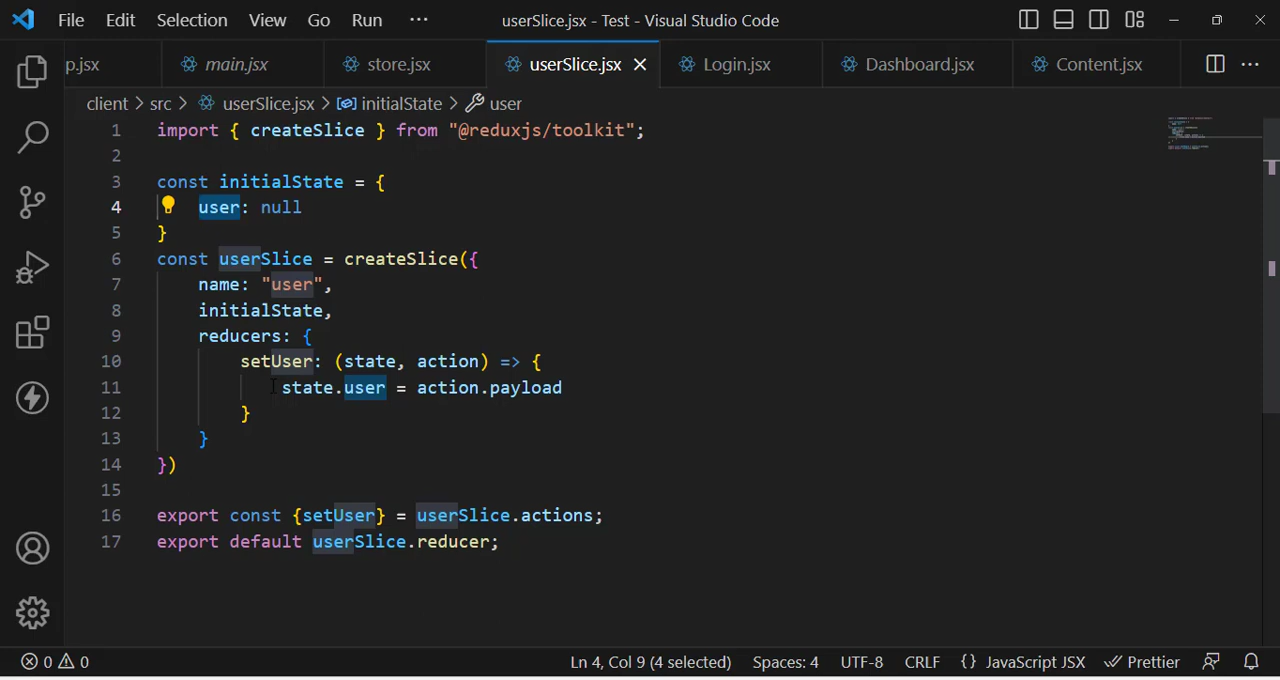 File Edit Selection View Go Run ··· userSlice.jsx - Test - Visual Studio Code
p.jsx main.jsx store.jsx userSlice.jsx Login.jsx Dashboard.jsx Content.jsx ···
client > src > userSlice.jsx > initialState > user
1 import { createSlice } from "@reduxjs/toolkit";
2
3 const initialState = {
4 user: null
5 }
6 const userSlice = createSlice({
7 name: "user",
8 initialState,
9 reducers: {
10 setUser: (state, action) => {
11 state.user = action.payload
12 }
13 }
14 })
15
16 export const {setUser} = userSlice.actions;
17 export default userSlice.reducer;
0 0 Ln 4, Col 9 (4 selected) Spaces: 4 UTF-8 CRLF {} JavaScript JSX Prettier